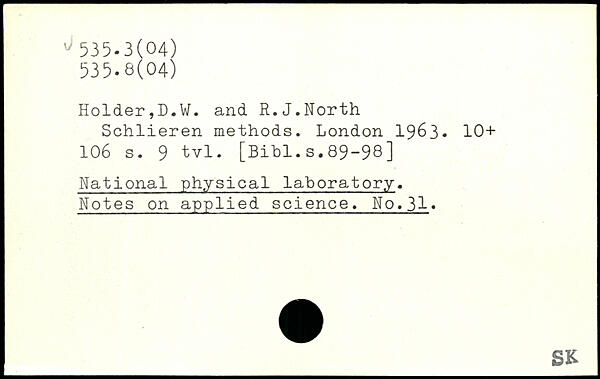 √ 535.3(04)
535.8(04)
Holder,D.W. and R.J.North
Schlieren methods. London 1963. 10+
106 s. 9 tvl. [Bibl.s.89-98]
National physical laboratory.
Notes on applied science. No.31.
SK